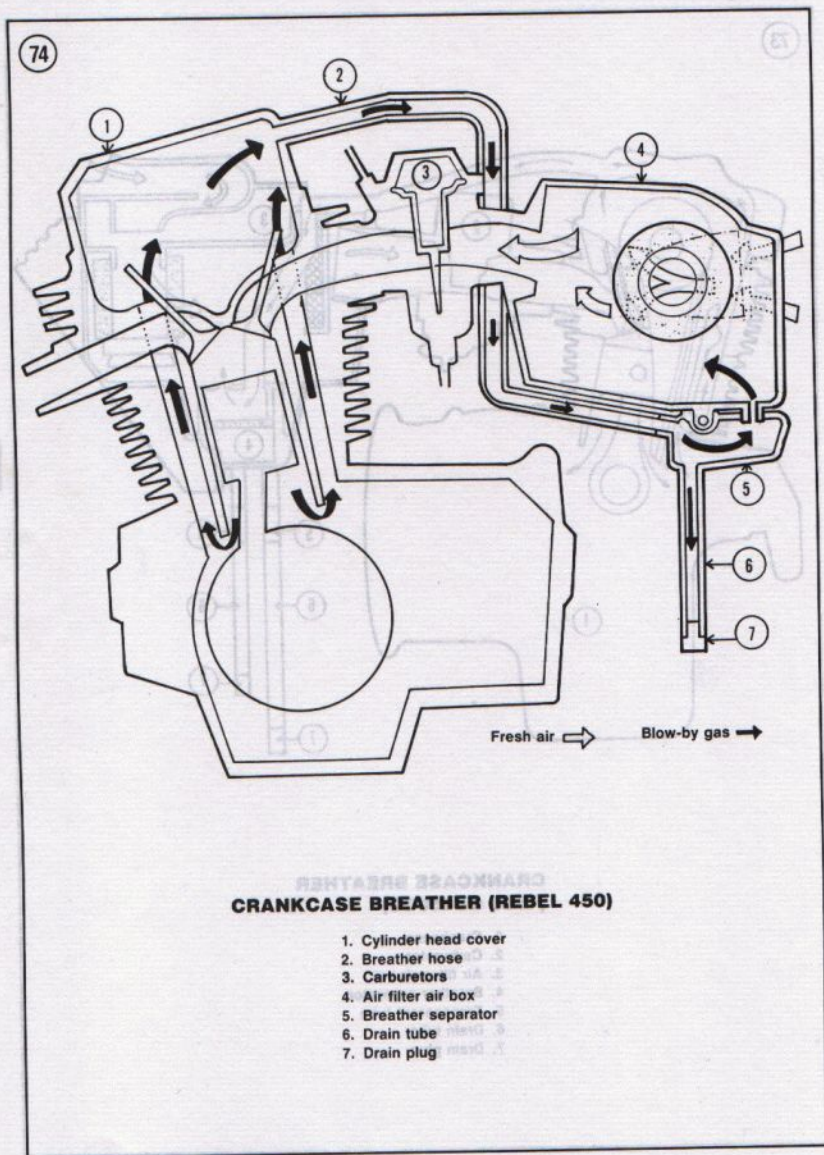 74
2
1
3
4
5
6
7
Fresh air
Blow-by gas
CRANKCASE BREATHER (REBEL 450)
1. Cylinder head cover
2. Breather hose
3. Carburetors
4. Air filter air box
5. Breather separator
6. Drain tube
7. Drain plug